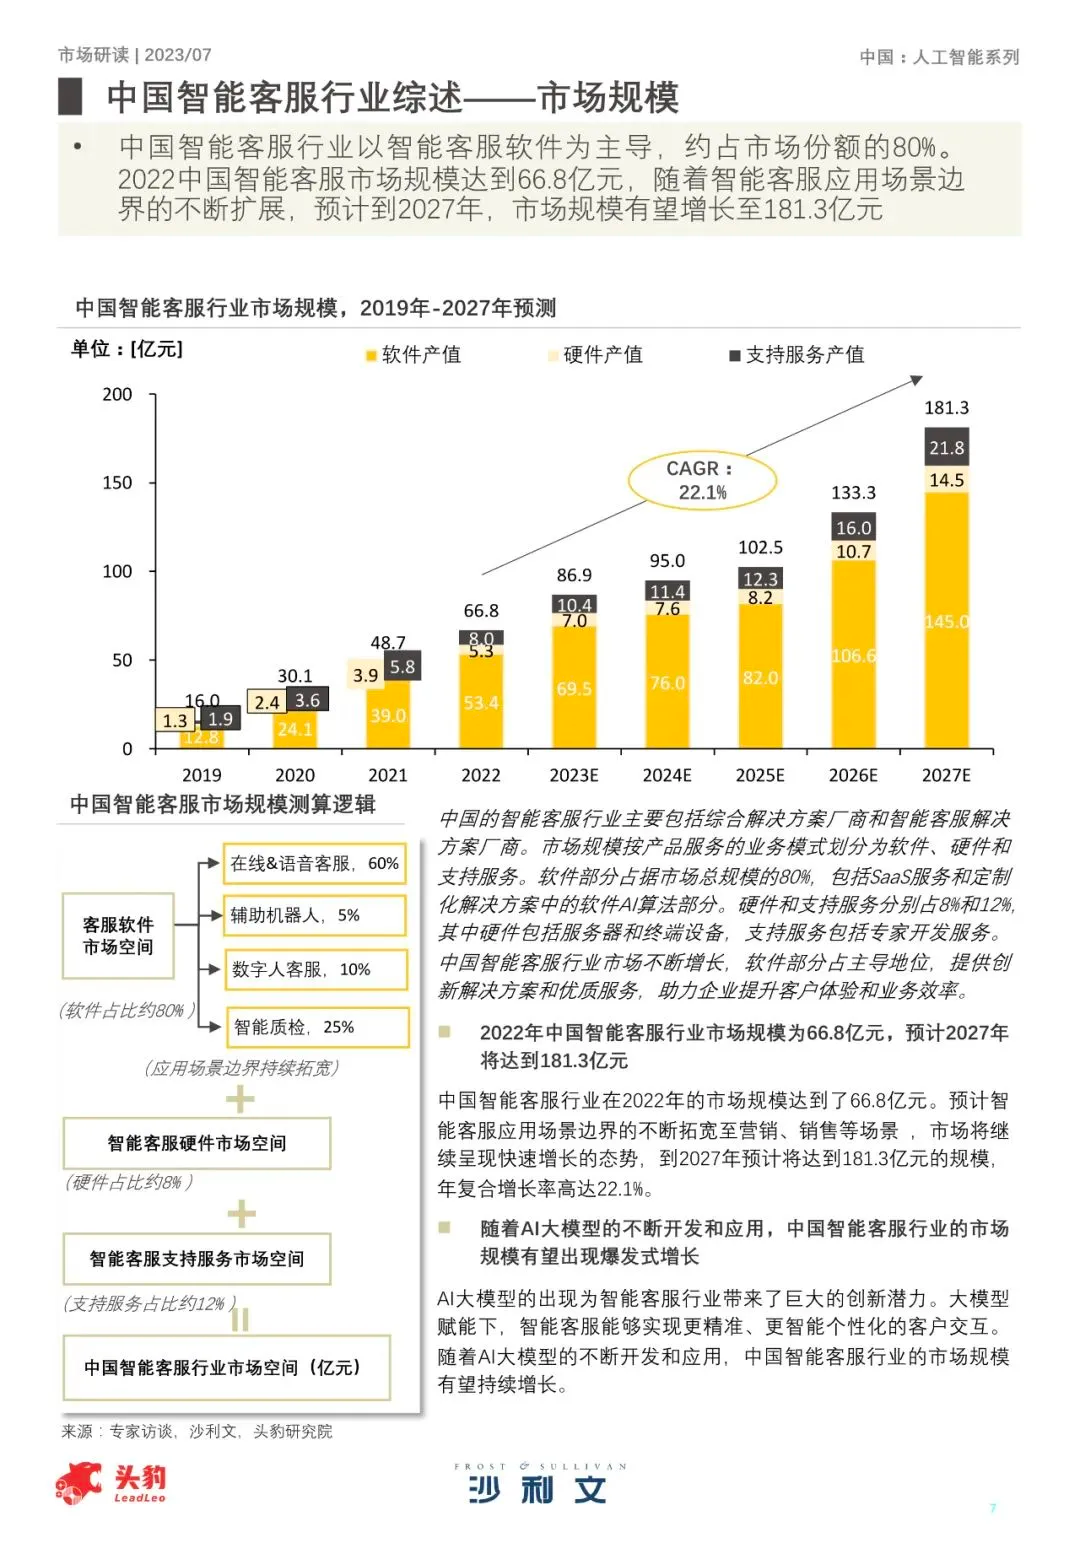 市场研读 | 2023/07
中国：人工智能系列
中国智能客服行业综述——市场规模
• 中国智能客服行业以智能客服软件为主导，约占市场份额的80%。
2022中国智能客服市场规模达到66.8亿元，随着智能客服应用场景边
界的不断扩展，预计到2027年，市场规模有望增长至181.3亿元
中国智能客服行业市场规模，2019年-2027年预测
单位：[亿元]
软件产值 硬件产值 支持服务产值
200
150
100
50
0
CAGR：
22.1%
16.0
1.3
1.9
12.8
30.1
2.4
3.6
24.1
48.7
3.9
5.8
39.0
66.8
8.0
5.3
53.4
86.9
10.4
7.0
69.5
95.0
11.4
7.6
76.0
102.5
12.3
8.2
82.0
133.3
16.0
10.7
106.6
181.3
21.8
14.5
145.0
2019 2020 2021 2022 2023E 2024E 2025E 2026E 2027E
中国智能客服市场规模测算逻辑
客服软件
市场空间
（软件占比约80%）
在线&语音客服，60%
辅助机器人，5%
数字人客服，10%
智能质检，25%
（应用场景边界持续拓宽）
+
智能客服硬件市场空间
（硬件占比约8%）
+
智能客服支持服务市场空间
（支持服务占比约12%）
中国智能客服行业市场空间（亿元）
中国的智能客服行业主要包括综合解决方案厂商和智能客服解决
方案厂商。市场规模按产品服务的业务模式划分为软件、硬件和
支持服务。软件部分占据市场总规模的80%，包括SaaS服务和定制
化解决方案中的软件AI算法部分。硬件和支持服务分别占8%和12%，
其中硬件包括服务器和终端设备，支持服务包括专家开发服务。
中国智能客服行业市场不断增长，软件部分占主导地位，提供创
新解决方案和优质服务，助力企业提升客户体验和业务效率。
2022年中国智能客服行业市场规模为66.8亿元，预计2027年
将达到181.3亿元
中国智能客服行业在2022年的市场规模达到了66.8亿元。预计智
能客服应用场景边界的不断拓宽至营销、销售等场景 ，市场将继
续呈现快速增长的态势，到2027年预计将达到181.3亿元的规模，
年复合增长率高达22.1%。
随着AI大模型的不断开发和应用，中国智能客服行业的市场
规模有望出现爆发式增长
AI大模型的出现为智能客服行业带来了巨大的创新潜力。大模型
赋能下，智能客服能够实现更精准、更智能个性化的客户交互。
随着AI大模型的不断开发和应用，中国智能客服行业的市场规模
有望持续增长。
来源：专家访谈，沙利文，头豹研究院
头豹
LeadLeo
FROST & SULLIVAN
沙利文
7